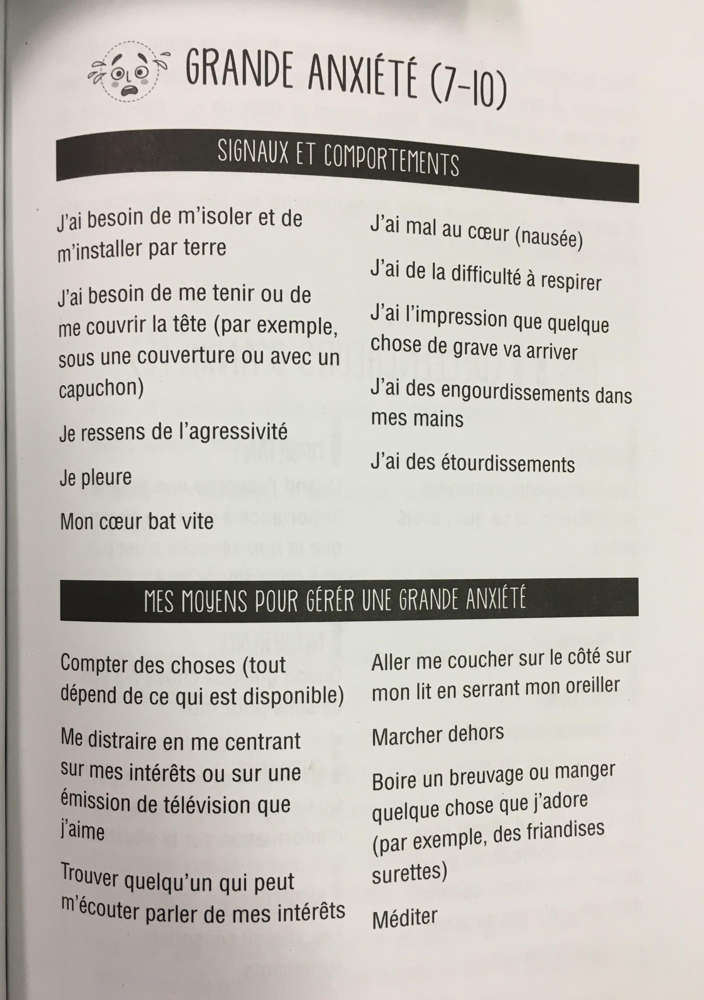 GRANDE ANXIÉTÉ (7-10)
SIGNAUX ET COMPORTEMENTS
J'ai besoin de m'isoler et de
m'installer par terre
J'ai besoin de me tenir ou de
me couvrir la tête (par exemple,
sous une couverture ou avec un
capuchon)
Je ressens de l'agressivité
Je pleure
Mon cœur bat vite
J'ai mal au cœur (nausée)
J'ai de la difficulté à respirer
J'ai l'impression que quelque
chose de grave va arriver
J'ai des engourdissements dans
mes mains
J'ai des étourdissements
MES MOYENS POUR GÉRÉR UNE GRANDE ANXIÉTÉ
Compter des choses (tout
dépend de ce qui est disponible)
Me distraire en me centrant
sur mes intérêts ou sur une
émission de télévision que
j'aime
Trouver quelqu'un qui peut
m'écouter parler de mes intérêts
Aller me coucher sur le côté sur
mon lit en serrant mon oreiller
Marcher dehors
Boire un breuvage ou manger
quelque chose que j'adore
(par exemple, des friandises
surettes)
Méditer